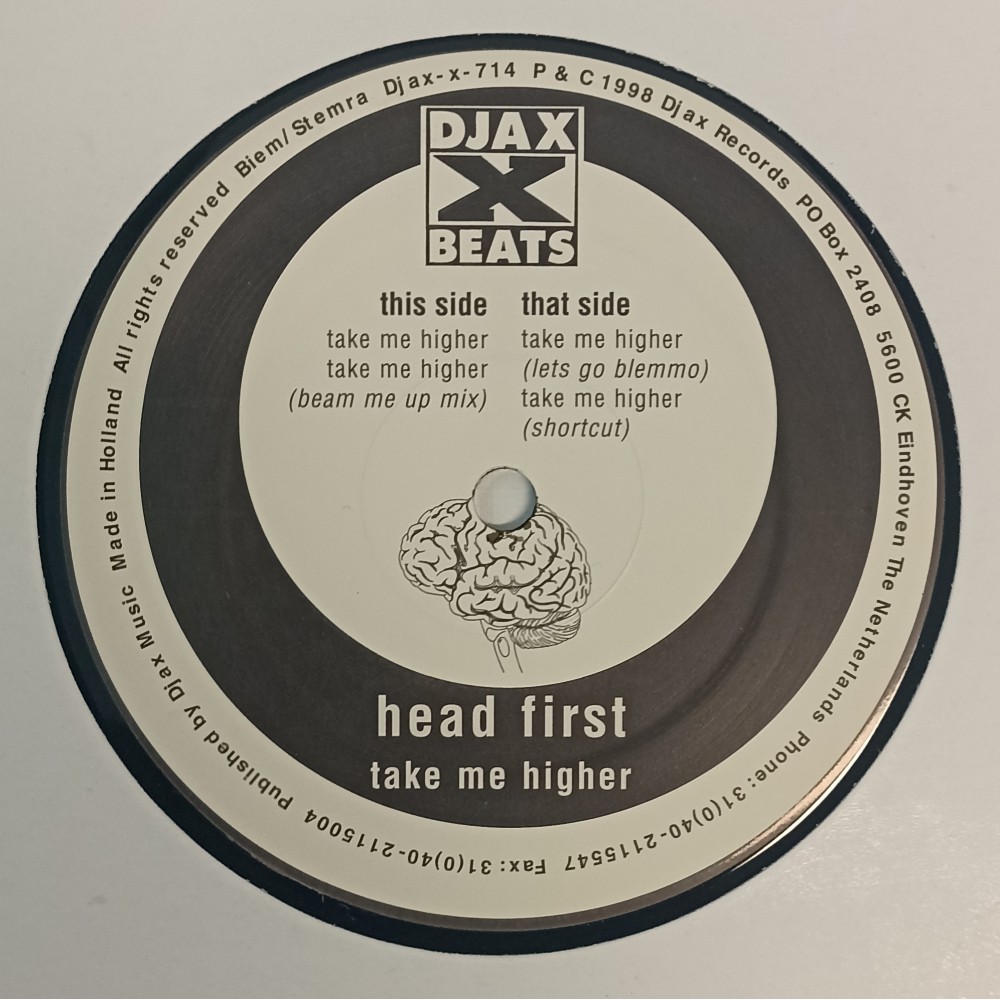 DJAX
X
BEATS
this side
take me higher
take me higher
(beam me up mix)
that side
take me higher
(lets go blemmo)
take me higher
(shortcut)
head first
take me higher
Published by Djax Music Made in Holland All rights reserved Biem/Stemra Djax-x-714 P & C 1998 Djax Records PO Box 2408 5600 CK Eindhoven The Netherlands Phone: 31(0)40-2115547 Fax: 31(0)40-2115004